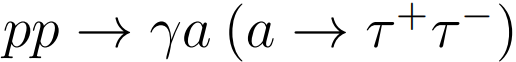 pp → γa (a → τ⁺τ⁻)